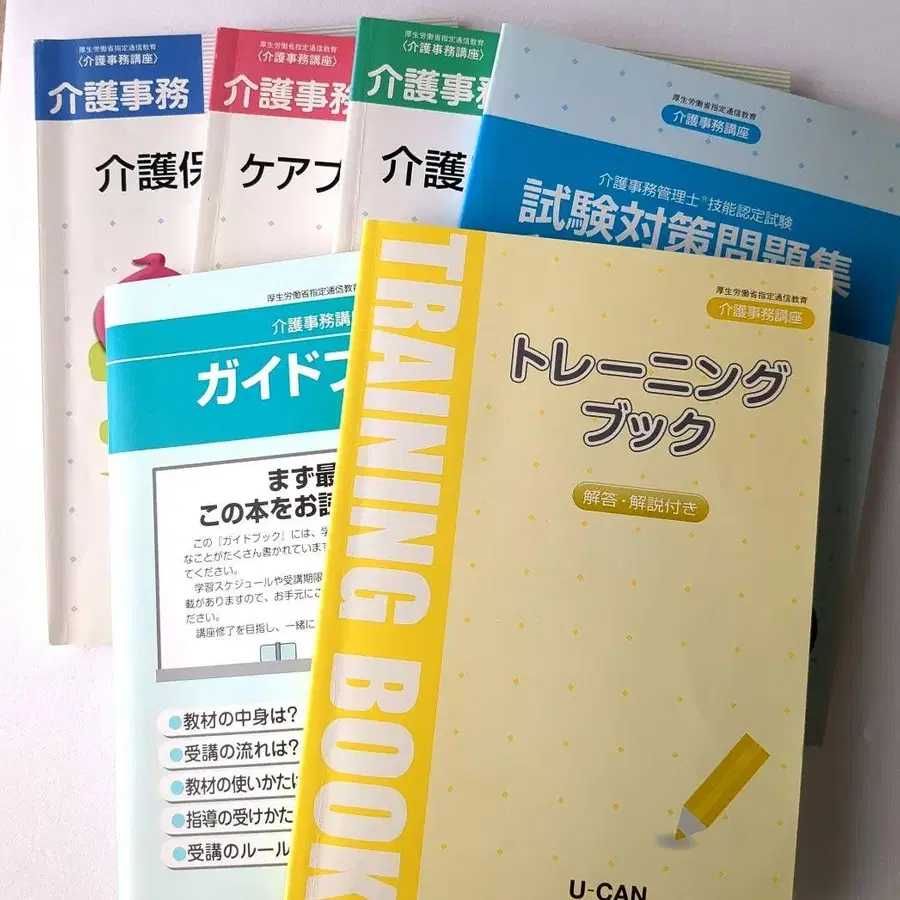 厚生労働省指定通信教育
〈介護事務講座〉
介護事務
介護保
厚生労働省指定通信教育
〈介護事務講座〉
介護事務
ケアプ
厚生労働省指定通信教育
〈介護事務講座〉
介護事務
介護
厚生労働省指定通信教育
介護事務講座
介護事務管理士®技能認定試験
試験対策問題集
厚生労働省指定通信教育
介護事務講
ガイドブ
まず最
この本をお読
この『ガイドブック』には、学
なことがたくさん書かれています
てください。
学習スケジュールや受講期限
載がありますので、お手元にこ
ださい。
講座修了を目指し、一緒に
●教材の中身は?
●受講の流れは?
●教材の使いかたは
●指導の受けかた
●受講のルール
TRAINING BOOK
厚生労働省指定通信教育
介護事務講座
トレーニング
ブック
解答・解説付き
U-CAN